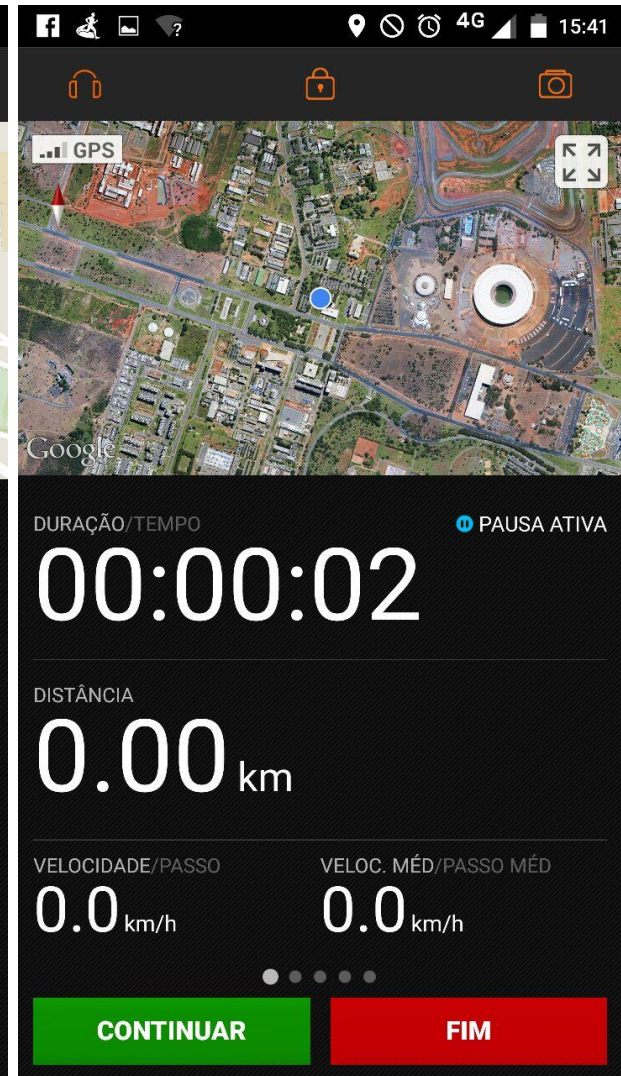 4G 15:41
GPS
Google
DURAÇÃO/TEMPO PAUSA ATIVA
00:00:02
DISTÂNCIA
0.00 km
VELOCIDADE/PASSO VELOC. MÉD/PASSO MÉD
0.0 km/h 0.0 km/h
CONTINUAR FIM